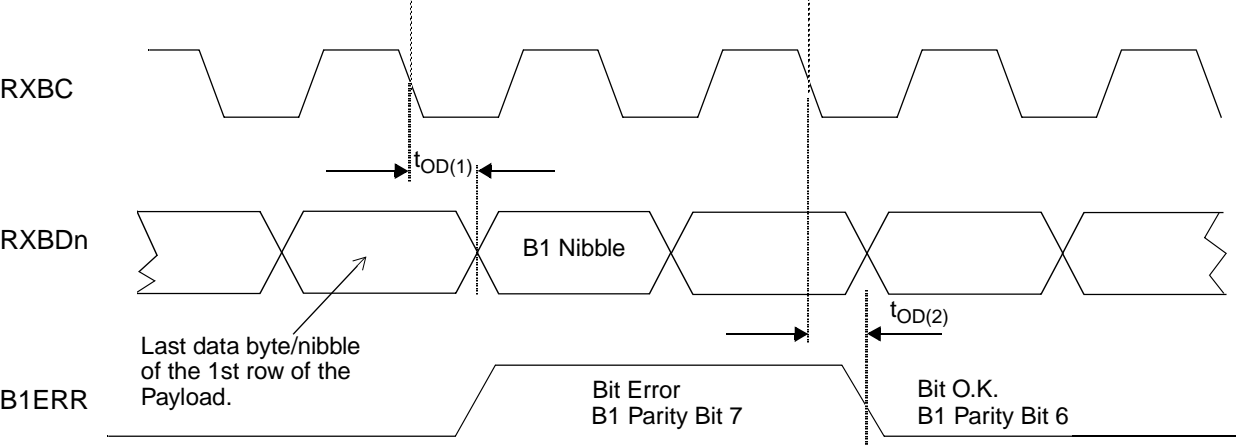 RXBC
tOD(1)
RXBDn
B1 Nibble
tOD(2)
Last data byte/nibble
of the 1st row of the
Payload.
B1ERR
Bit Error
B1 Parity Bit 7
Bit O.K.
B1 Parity Bit 6